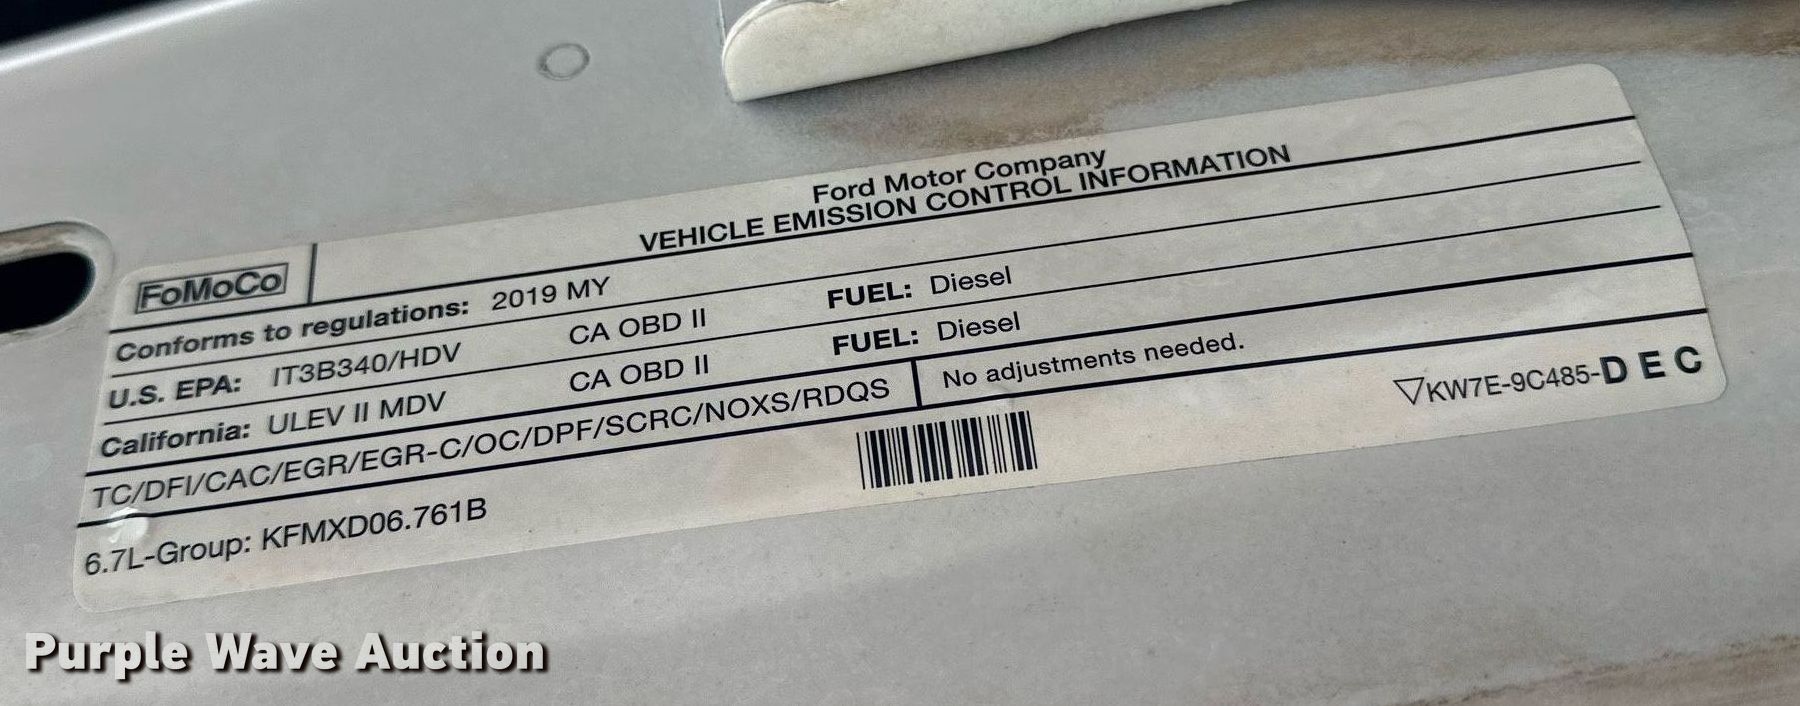 Ford Motor Company
VEHICLE EMISSION CONTROL INFORMATION
FoMoCo
Conforms to regulations: 2019 MY
U.S. EPA: IT3B340/HDV CA OBD II FUEL: Diesel
California: ULEV II MDV CA OBD II FUEL: Diesel
TC/DFI/CAC/EGR/EGR-C/OC/DPF/SCRC/NOXS/RDQS No adjustments needed.
6.7L-Group: KFMXD06.761B ▽KW7E-9C485-DEC
Purple Wave Auction